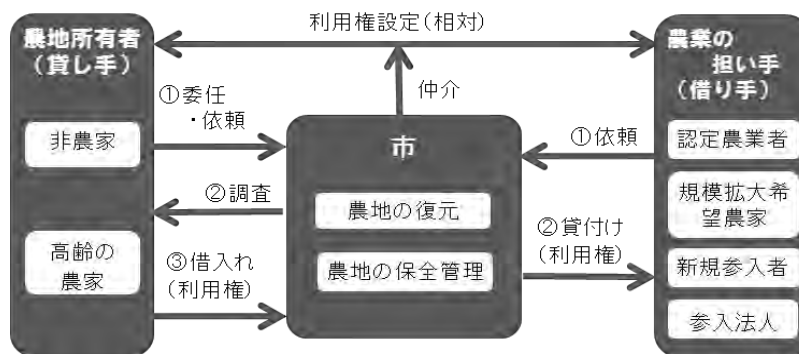 農地所有者
(貸し手)
非農家
高齢の
農家
利用権設定(相対)
仲介
①委任
・依頼
②調査
③借入れ
(利用権)
市
農地の復元
農地の保全管理
①依頼
②貸付け
(利用権)
農業の
担い手
(借り手)
認定農業者
規模拡大希
望農家
新規参入者
参入法人